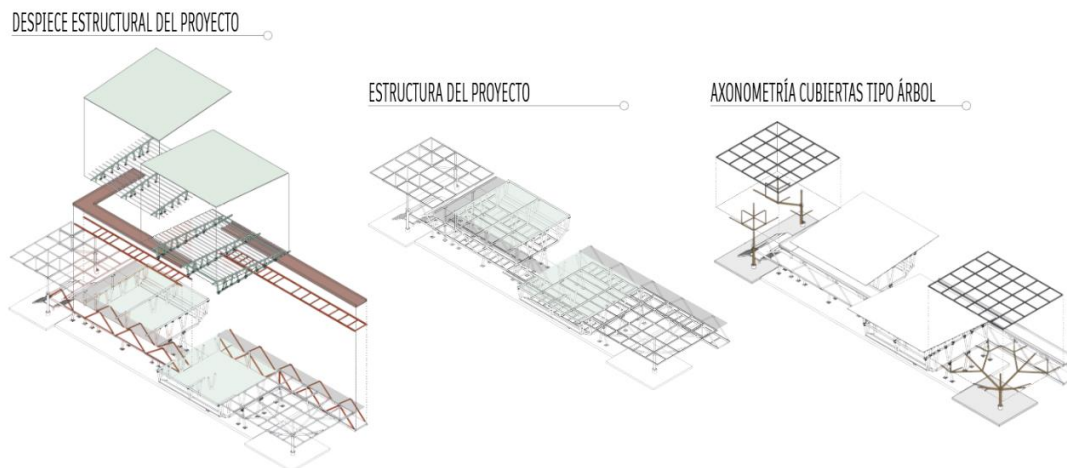 DESPIECE ESTRUCTURAL DEL PROYECTO
ESTRUCTURA DEL PROYECTO
AXONOMETRÍA CUBIERTAS TIPO ÁRBOL